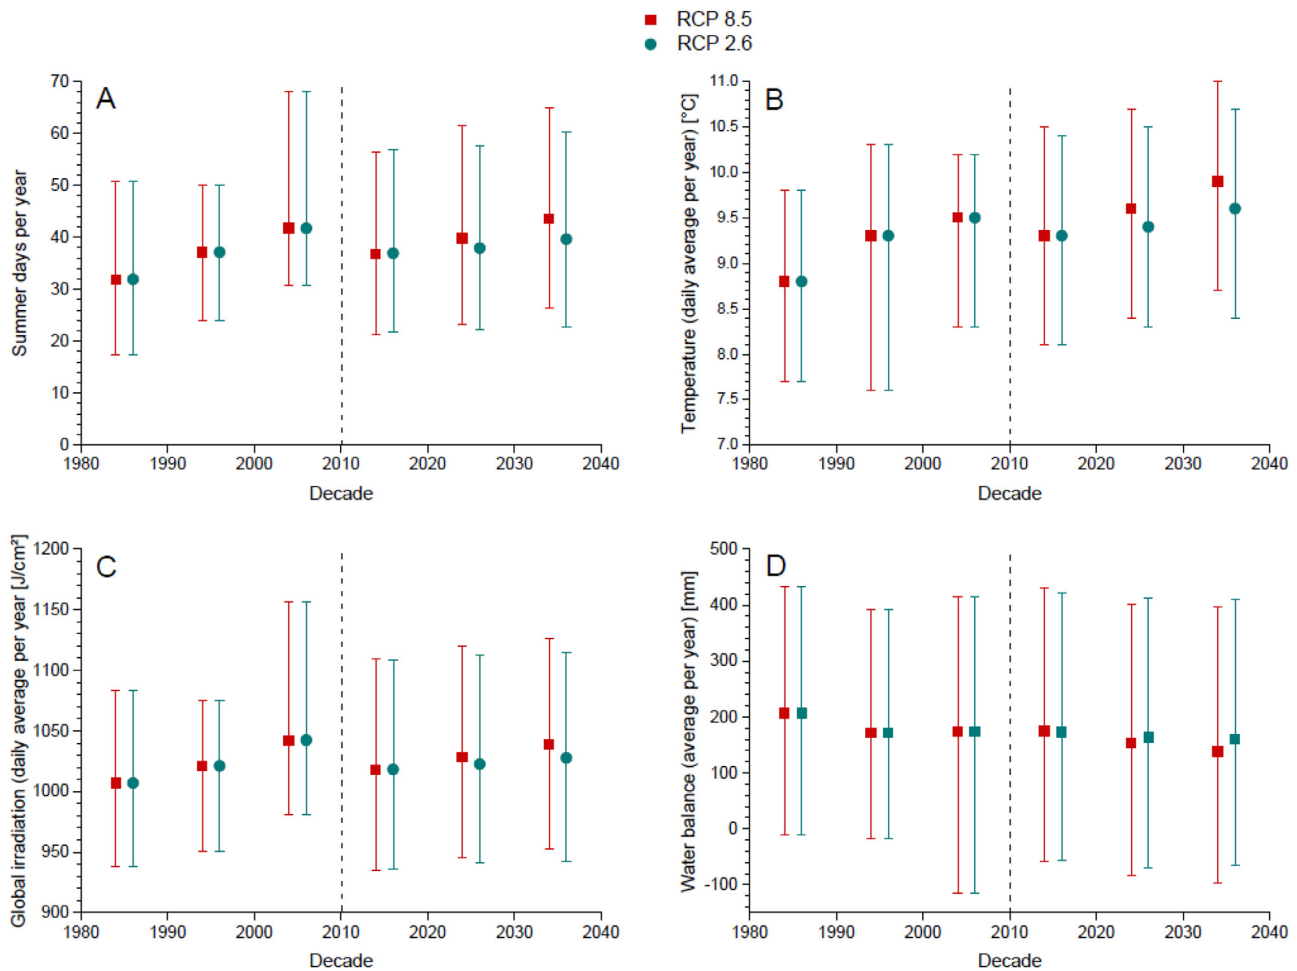 RCP 8.5
RCP 2.6
A
Summer days per year
70
60
50
40
30
20
10
0
1980 1990 2000 2010 2020 2030 2040
Decade
B
Temperature (daily average per year) [°C]
11.0
10.5
10.0
9.5
9.0
8.5
8.0
7.5
7.0
1980 1990 2000 2010 2020 2030 2040
Decade
C
Global irradiation (daily average per year [J/cm²]
1200
1150
1100
1050
1000
950
900
1980 1990 2000 2010 2020 2030 2040
Decade
D
Water balance (average per year) [mm]
500
400
300
200
100
0
-100
1980 1990 2000 2010 2020 2030 2040
Decade